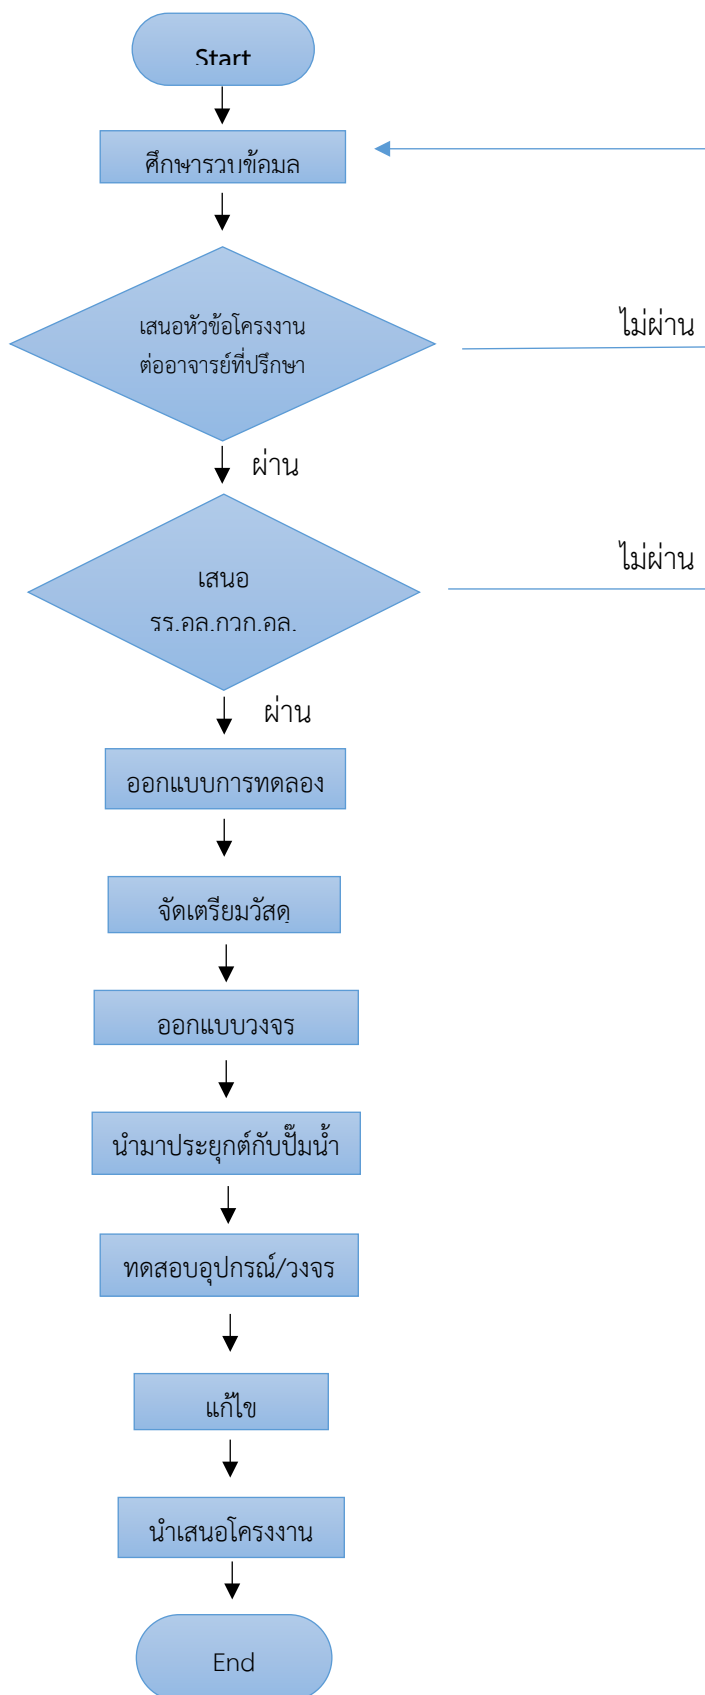 Start
ศึกษารวบข้อมูล
เสนอหัวข้อโครงงาน
ต่ออาจารย์ที่ปรึกษา
ไม่ผ่าน
ผ่าน
เสนอ
รร.อล.กวก.อล.
ไม่ผ่าน
ผ่าน
ออกแบบการทดลอง
จัดเตรียมวัสดุ
ออกแบบวงจร
นำมาประยุกต์กับปั๊มน้ำ
ทดสอบอุปกรณ์/วงจร
แก้ไข
นำเสนอโครงงาน
End